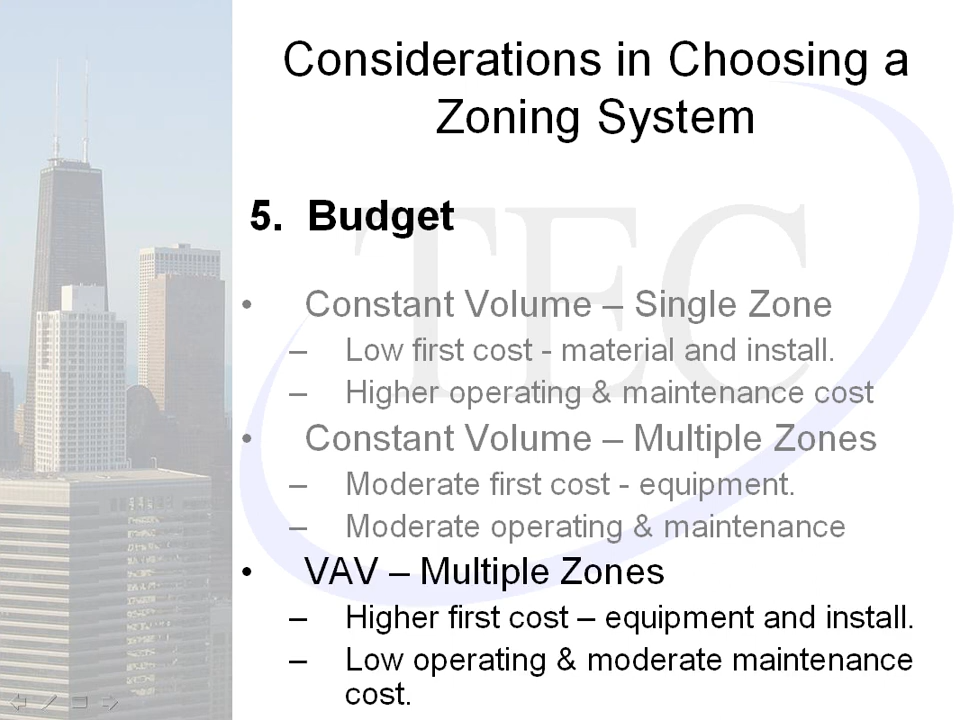 Considerations in Choosing a
Zoning System
TEC
5. Budget
• Constant Volume – Single Zone
– Low first cost - material and install.
– Higher operating & maintenance cost
• Constant Volume – Multiple Zones
– Moderate first cost - equipment.
– Moderate operating & maintenance
• VAV – Multiple Zones
– Higher first cost – equipment and install.
– Low operating & moderate maintenance
cost.